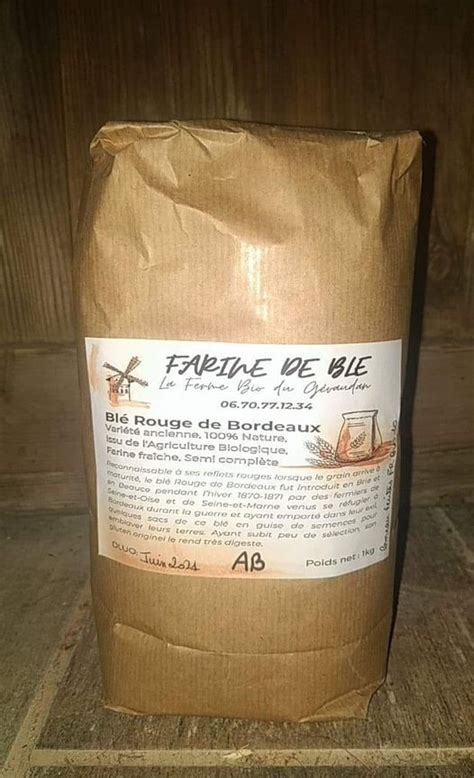 FARINE DE BLE
La Ferme Bio du Gévaudan
06.70.77.12.34
Blé Rouge de Bordeaux
Variété ancienne, 100% Nature,
Issu de l'Agriculture Biologique,
Farine fraîche, Semi complète
Reconnaissable à ses reflots rouges lorsque le grain arrive à
maturité, le blé Rouge de Bordeaux fut introduit en Brie et
en Beauce pendant l'hiver 1870-1871 par des fermiers de
Seine-et-Oise et de Seine-et-Marne venus se réfugier à
Bordeaux durant la guerre et ayant emporté dans leur exil,
quelques sacs de ce blé en guise de semences pour
emblaver leurs terres. Ayant subit peu de sélection, son
gluten originel le rend très digeste.
DLUO: Juin 2021
AB
Poids net : 1kg